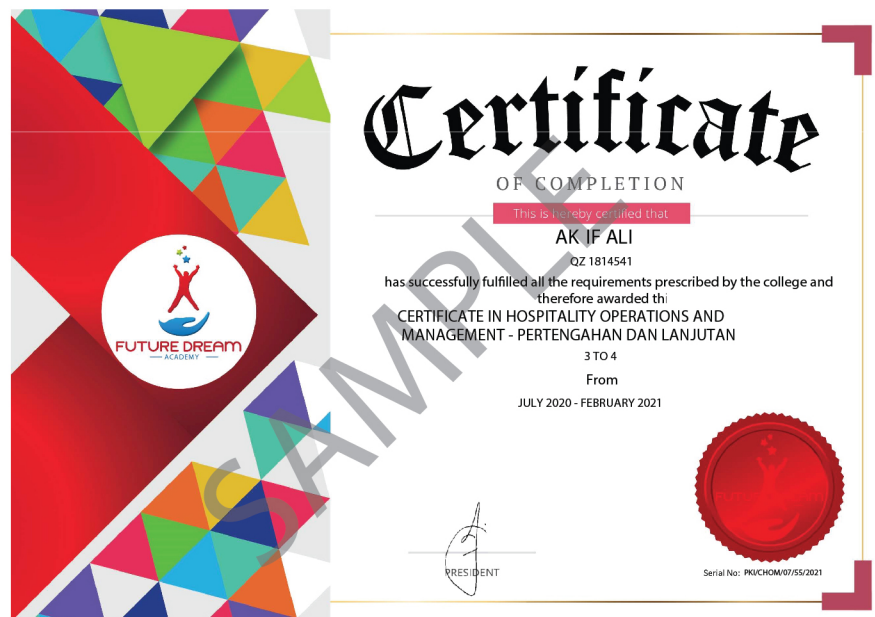 Certificate
OF COMPLETION
This is hereby certified that
AK IF ALI
QZ 1814541
has successfully fulfilled all the requirements prescribed by the college and
therefore awarded thi
CERTIFICATE IN HOSPITALITY OPERATIONS AND
MANAGEMENT - PERTENGAHAN DAN LANJUTAN
3 TO 4
From
JULY 2020 - FEBRUARY 2021
SAMPLE
FUTURE DREAM
ACADEMY
FUTURE DREAM
PRESIDENT
Serial No: PKI/CHOM/07/55/2021